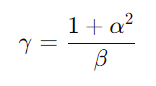 γ = (1 + α²) / β